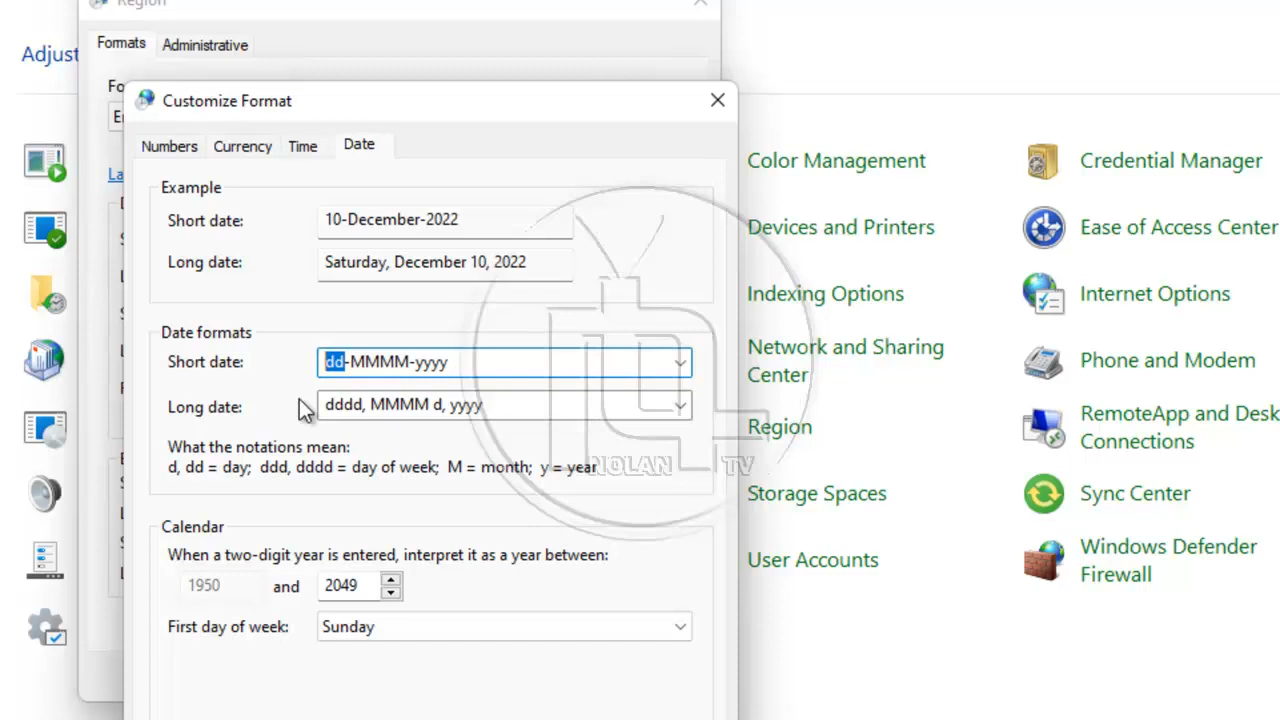 Region
Adjust
Formats
Administrative
Fo
Customize Format
E
Numbers
Currency
Time
Date
La
Example
Short date:
10-December-2022
Long date:
Saturday, December 10, 2022
Date formats
Short date:
dd-MMMM-yyyy
Long date:
dddd, MMMM d, yyyy
What the notations mean:
d, dd = day;  ddd, dddd = day of week;  M = month;  y = year
Calendar
When a two-digit year is entered, interpret it as a year between:
1950
and
2049
First day of week:
Sunday
Color Management
Credential Manager
Devices and Printers
Ease of Access Center
Indexing Options
Internet Options
Network and Sharing
Center
Phone and Modem
Region
RemoteApp and Desk
Connections
Storage Spaces
Sync Center
User Accounts
Windows Defender
Firewall
NOLAN TV